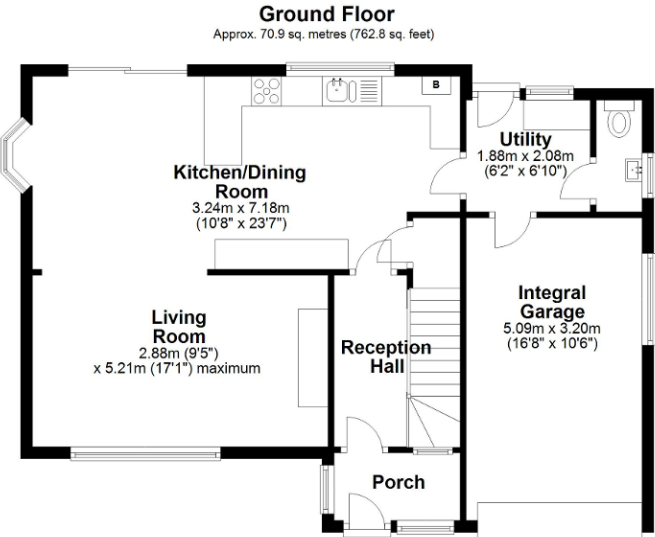 Ground Floor
Approx. 70.9 sq. metres (762.8 sq. feet)
B
Utility
1.88m x 2.08m
(6'2" x 6'10")
Kitchen/Dining
Room
3.24m x 7.18m
(10'8" x 23'7")
Living
Room
2.88m (9'5")
x 5.21m (17'1") maximum
Reception
Hall
Integral
Garage
5.09m x 3.20m
(16'8" x 10'6")
Porch